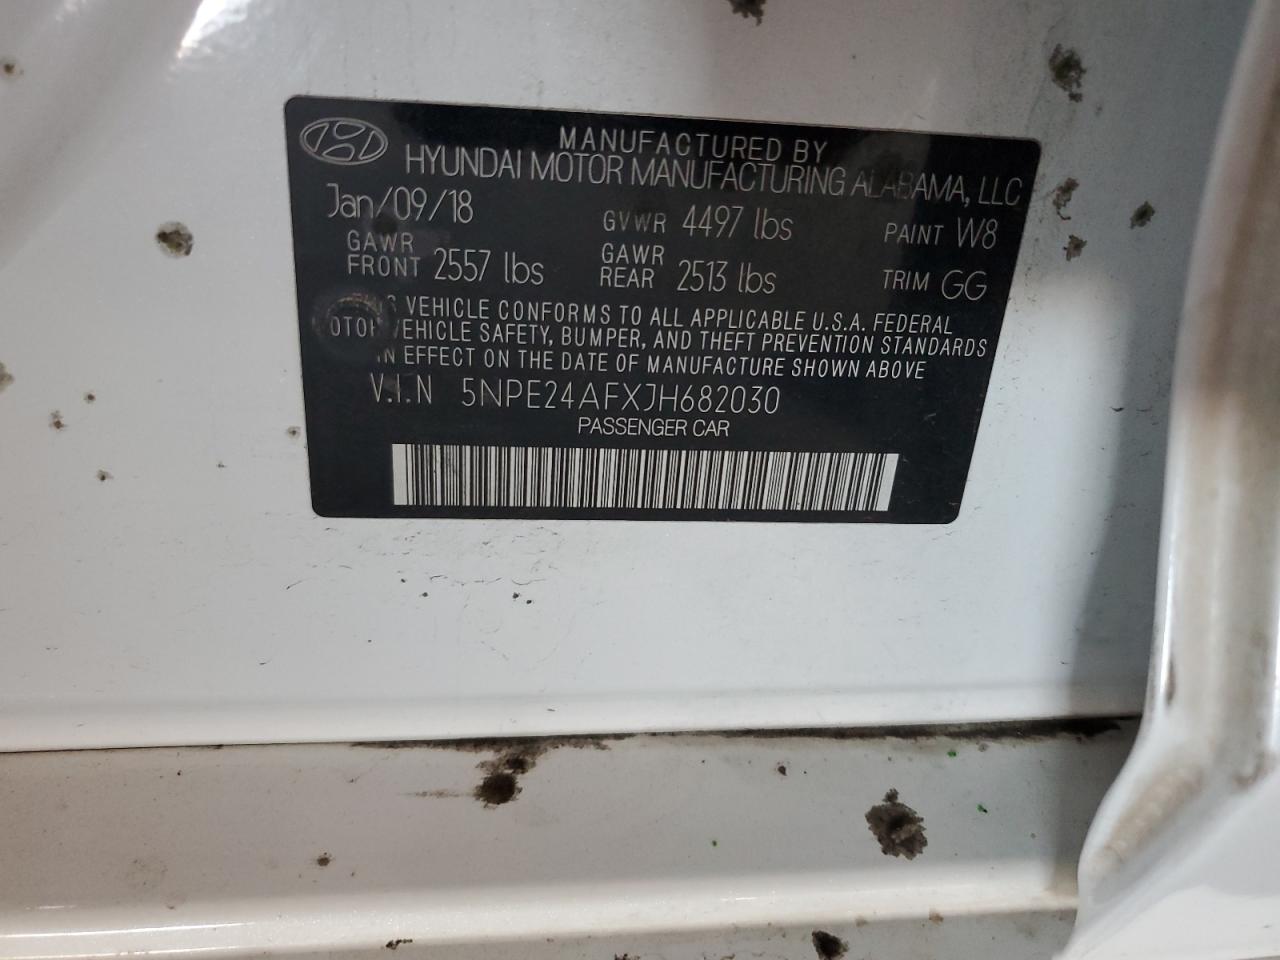 MANUFACTURED BY
HYUNDAI MOTOR MANUFACTURING ALABAMA, LLC
Jan/09/18 GVWR 4497 lbs PAINT W8
GAWR FRONT 2557 lbs GAWR REAR 2513 lbs TRIM GG
VEHICLE CONFORMS TO ALL APPLICABLE U.S.A. FEDERAL
VEHICLE SAFETY, BUMPER, AND THEFT PREVENTION STANDARDS
IN EFFECT ON THE DATE OF MANUFACTURE SHOWN ABOVE
V.I.N 5NPE24AFXJH682030
PASSENGER CAR